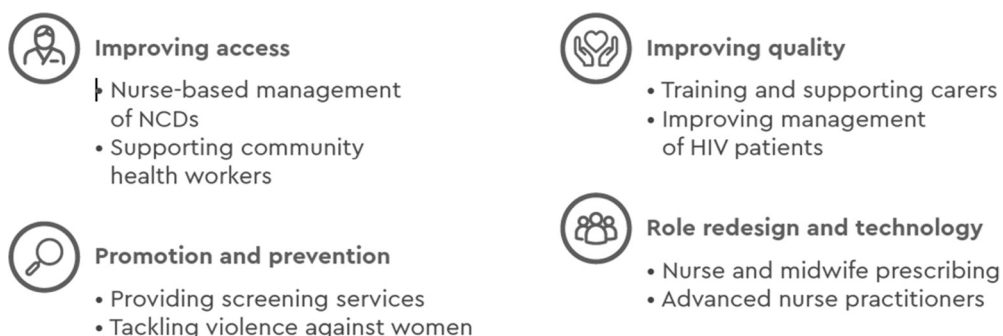 Improving access
• Nurse-based management
of NCDs
• Supporting community
health workers
Promotion and prevention
• Providing screening services
• Tackling violence against women
Improving quality
• Training and supporting carers
• Improving management
of HIV patients
Role redesign and technology
• Nurse and midwife prescribing
• Advanced nurse practitioners